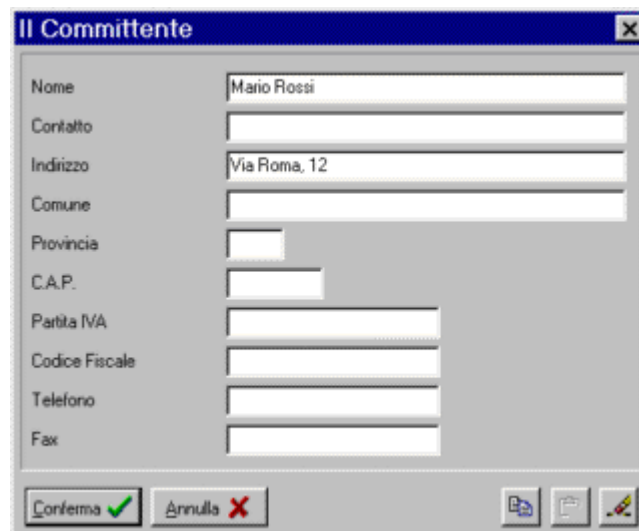 Il Committente
Nome Mario Rossi
Contatto
Indirizzo Via Roma, 12
Comune
Provincia
C.A.P.
Partita IVA
Codice Fiscale
Telefono
Fax
Conferma Annulla